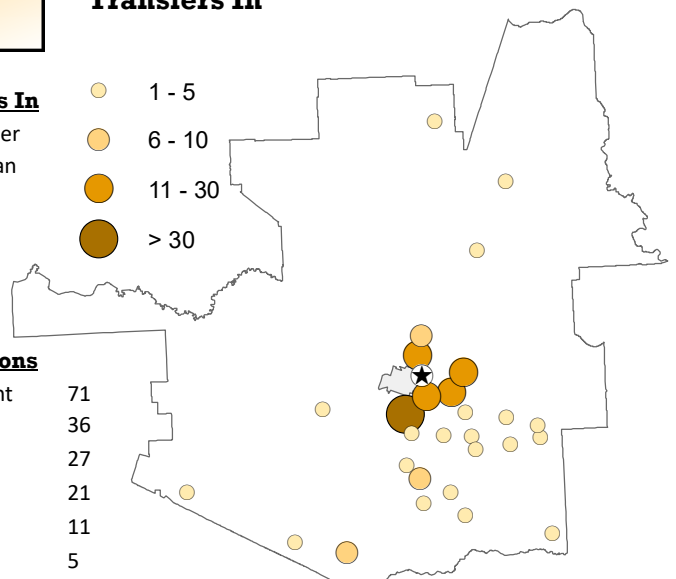 Transfers In
s In
er
an
1 - 5
6 - 10
11 - 30
> 30
ons
nt
71
36
27
21
11
5